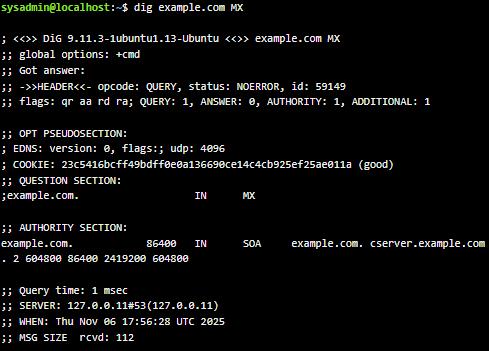 sysadmin@localhost:~$ dig example.com MX
; <<>> DiG 9.11.3-1ubuntu1.13-Ubuntu <<>> example.com MX
;; global options: +cmd
;; Got answer:
;; ->>HEADER<<- opcode: QUERY, status: NOERROR, id: 59149
;; flags: qr aa rd ra; QUERY: 1, ANSWER: 0, AUTHORITY: 1, ADDITIONAL: 1
;; OPT PSEUDOSECTION:
; EDNS: version: 0, flags:; udp: 4096
; COOKIE: 23c5416bcff49bdff0e0a136690ce14c4cb925ef25ae011a (good)
;; QUESTION SECTION:
;example.com. IN MX
;; AUTHORITY SECTION:
example.com. 86400 IN SOA example.com. cserver.example.com
. 2 604800 86400 2419200 604800
;; Query time: 1 msec
;; SERVER: 127.0.0.11#53(127.0.0.11)
;; WHEN: Thu Nov 06 17:56:28 UTC 2025
;; MSG SIZE rcvd: 112